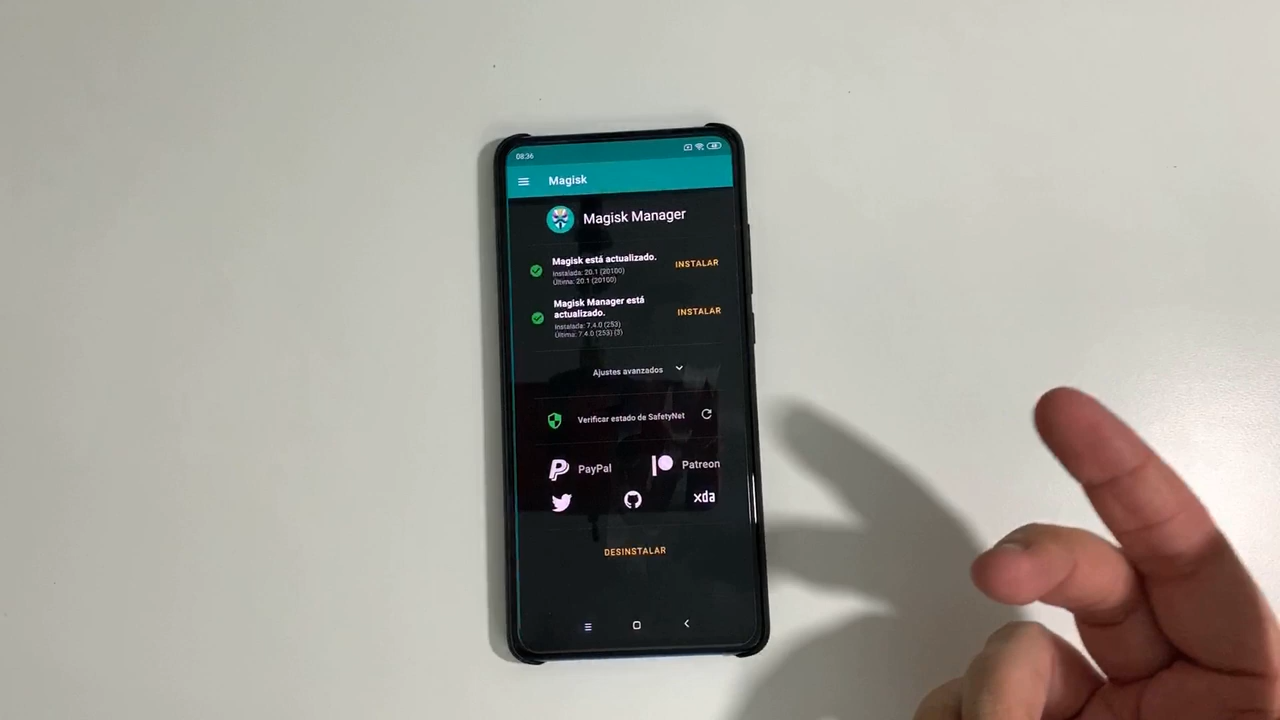 08:36
48
Magisk
Magisk Manager
Magisk está actualizado.
Instalada: 20.1 (20100)
Última: 20.1 (20100)
INSTALAR
Magisk Manager está
actualizado.
Instalada: 7.4.0 (253)
Última: 7.4.0 (253) (3)
INSTALAR
Ajustes avanzados
Verificar estado de SafetyNet
PayPal
Patreon
xda
DESINSTALAR